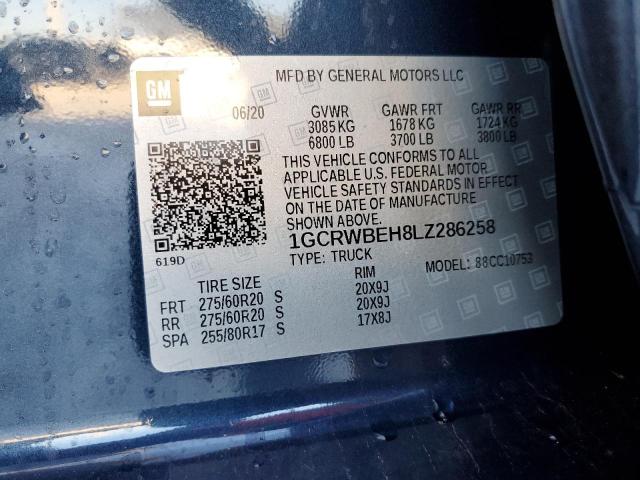 GM
MFD BY GENERAL MOTORS LLC
06/20 GVWR GAWR FRT GAWR RR
3085 KG 1678 KG 1724 KG
6800 LB 3700 LB 3800 LB
THIS VEHICLE CONFORMS TO ALL
APPLICABLE U.S. FEDERAL MOTOR
VEHICLE SAFETY STANDARDS IN EFFECT
ON THE DATE OF MANUFACTURE
SHOWN ABOVE.
619D
1GCRWBEH8LZ286258
TYPE: TRUCK MODEL: 88CC10753
TIRE SIZE RIM
FRT 275/60R20 S 20X9J
RR 275/60R20 S 20X9J
SPA 255/80R17 S 17X8J